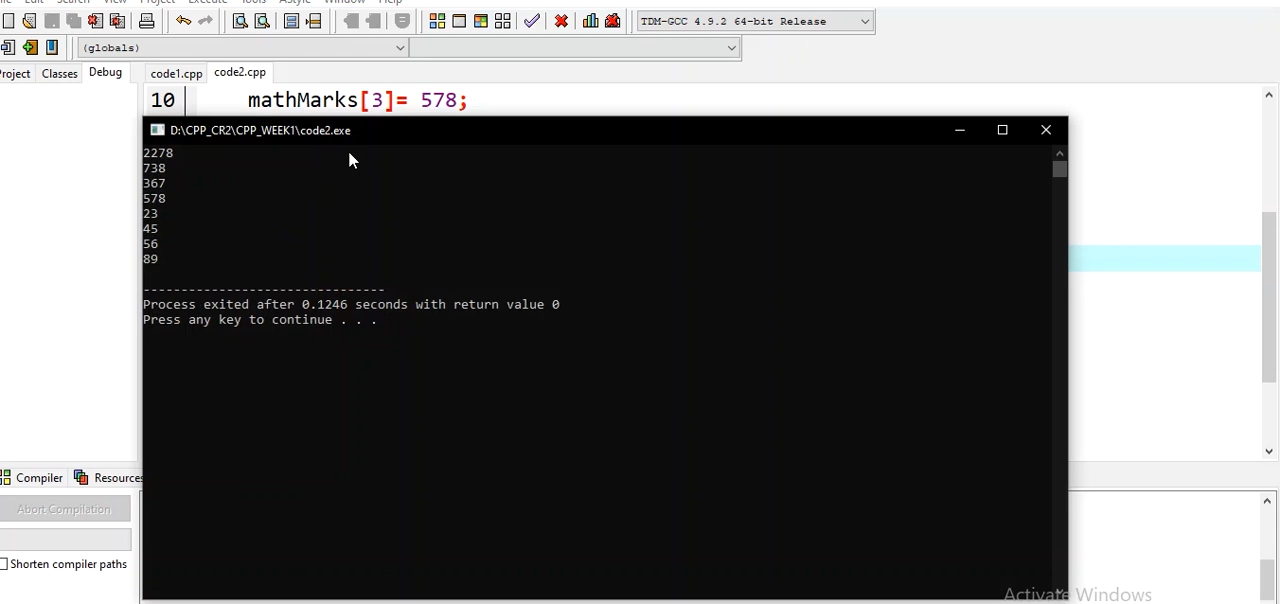 TDM-GCC 4.9.2 64-bit Release
(globals)
roject Classes Debug code1.cpp code2.cpp
10 mathMarks[3]= 578;
D:\CPP_CR2\CPP_WEEK1\code2.exe
2278
738
367
578
23
45
56
89
--------------------------------
Process exited after 0.1246 seconds with return value 0
Press any key to continue . . .
Compiler Resources
Abort Compilation
Shorten compiler paths
Activate Windows